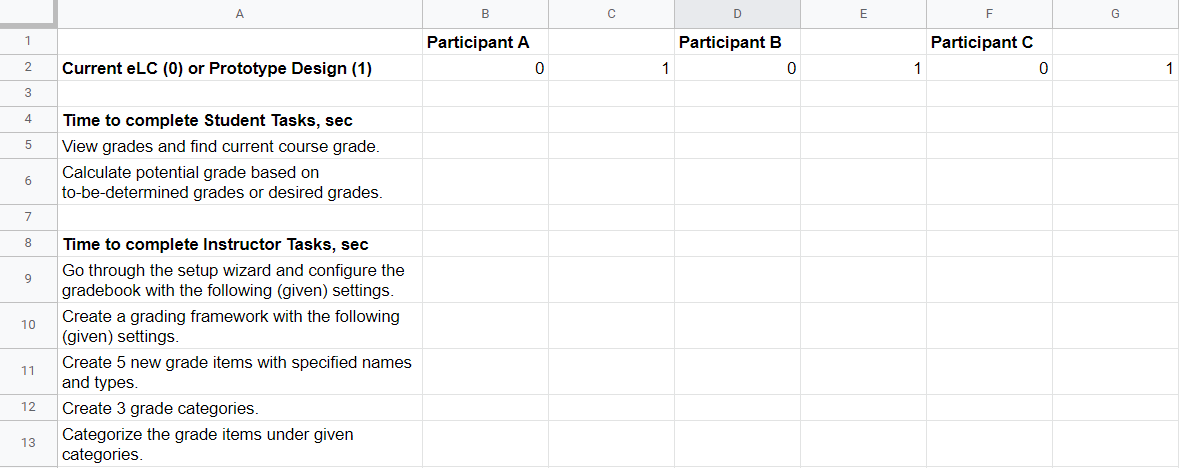 A B C D E F G
1 Participant A Participant B Participant C
2 Current eLC (0) or Prototype Design (1) 0 1 0 1 0 1
3
4 Time to complete Student Tasks, sec
5 View grades and find current course grade.
6 Calculate potential grade based on
to-be-determined grades or desired grades.
7
8 Time to complete Instructor Tasks, sec
9 Go through the setup wizard and configure the
gradebook with the following (given) settings.
10 Create a grading framework with the following
(given) settings.
11 Create 5 new grade items with specified names
and types.
12 Create 3 grade categories.
13 Categorize the grade items under given
categories.